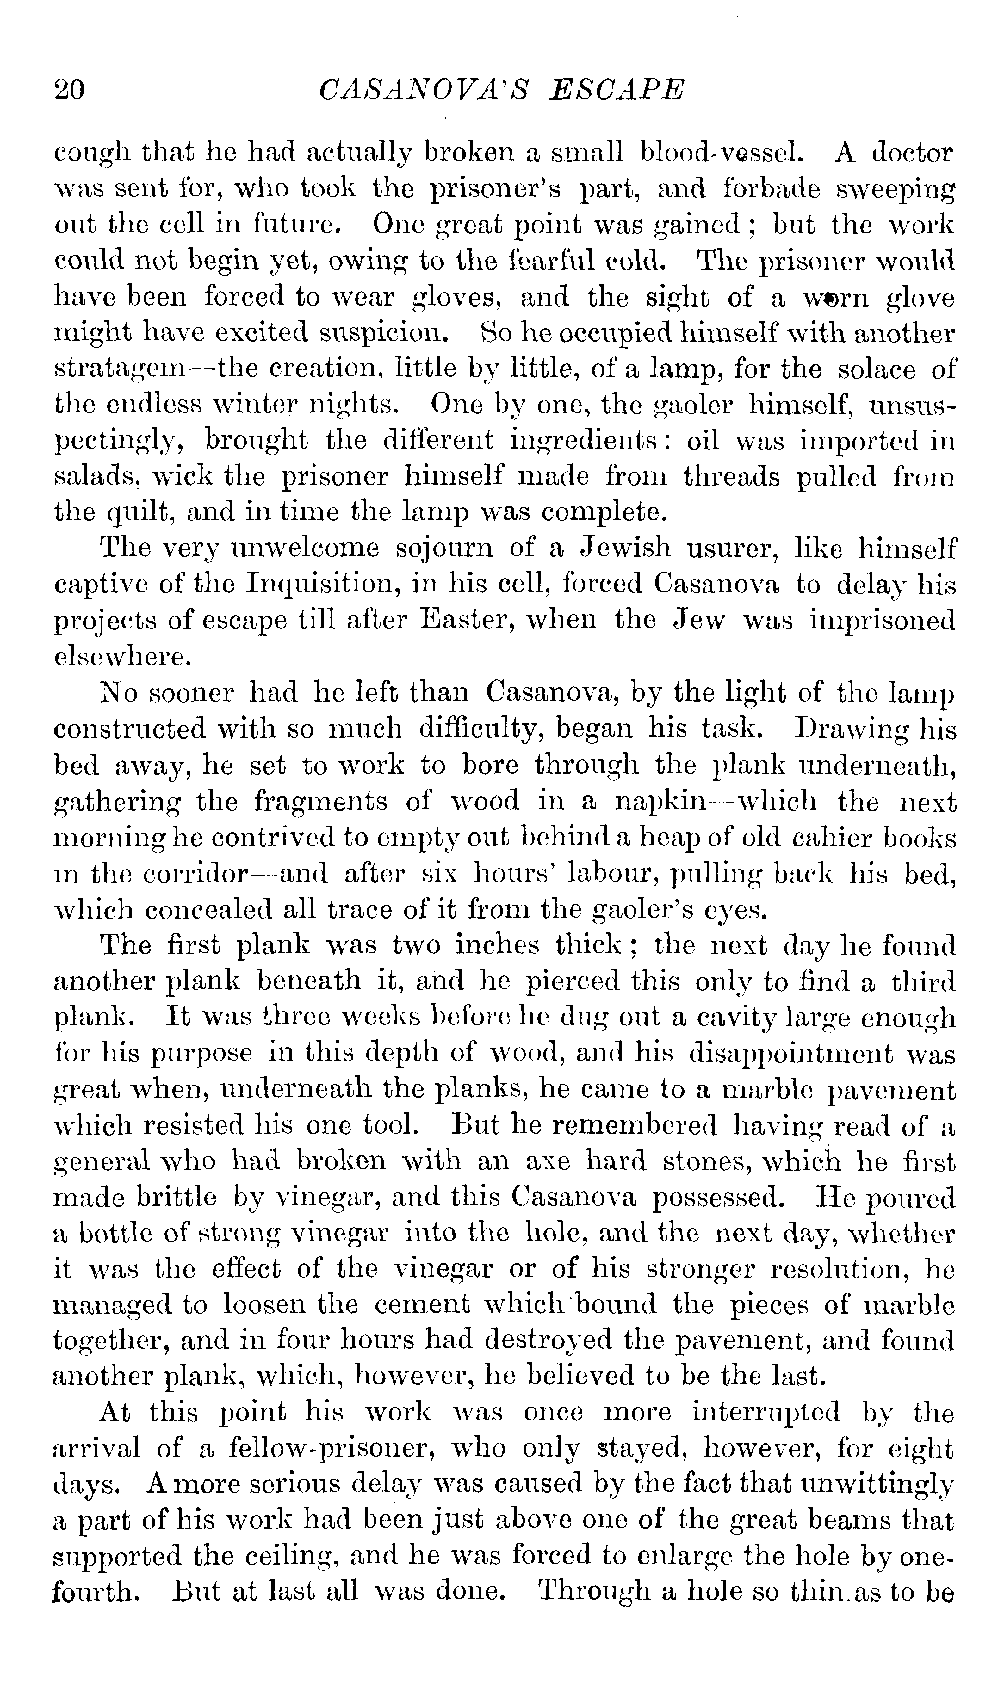 20 CASANOVA'S ESCAPE
cough that he had actually broken a small blood-vessel. A doctor
was sent for, who took the prisoner's part, and forbade sweeping
out the cell in future. One great point was gained; but the work
could not begin yet, owing to the fearful cold. The prisoner would
have been forced to wear gloves, and the sight of a worn glove
might have excited suspicion. So he occupied himself with another
stratagem--the creation, little by little, of a lamp, for the solace of
the endless winter nights. One by one, the gaoler himself, unsus-
pectingly, brought the different ingredients: oil was imported in
salads, wick the prisoner himself made from threads pulled from
the quilt, and in time the lamp was complete.
The very unwelcome sojourn of a Jewish usurer, like himself
captive of the Inquisition, in his cell, forced Casanova to delay his
projects of escape till after Easter, when the Jew was imprisoned
elsewhere.
No sooner had he left than Casanova, by the light of the lamp
constructed with so much difficulty, began his task. Drawing his
bed away, he set to work to bore through the plank underneath,
gathering the fragments of wood in a napkin--which the next
morning he contrived to empty out behind a heap of old cahier books
in the corridor--and after six hours' labour, pulling back his bed,
which concealed all trace of it from the gaoler's eyes.
The first plank was two inches thick; the next day he found
another plank beneath it, and he pierced this only to find a third
plank. It was three weeks before he dug out a cavity large enough
for his purpose in this depth of wood, and his disappointment was
great when, underneath the planks, he came to a marble pavement
which resisted his one tool. But he remembered having read of a
general who had broken with an axe hard stones, which he first
made brittle by vinegar, and this Casanova possessed. He poured
a bottle of strong vinegar into the hole, and the next day, whether
it was the effect of the vinegar or of his stronger resolution, he
managed to loosen the cement which bound the pieces of marble
together, and in four hours had destroyed the pavement, and found
another plank, which, however, he believed to be the last.
At this point his work was once more interrupted by the
arrival of a fellow-prisoner, who only stayed, however, for eight
days. A more serious delay was caused by the fact that unwittingly
a part of his work had been just above one of the great beams that
supported the ceiling, and he was forced to enlarge the hole by one-
fourth. But at last all was done. Through a hole so thin as to be